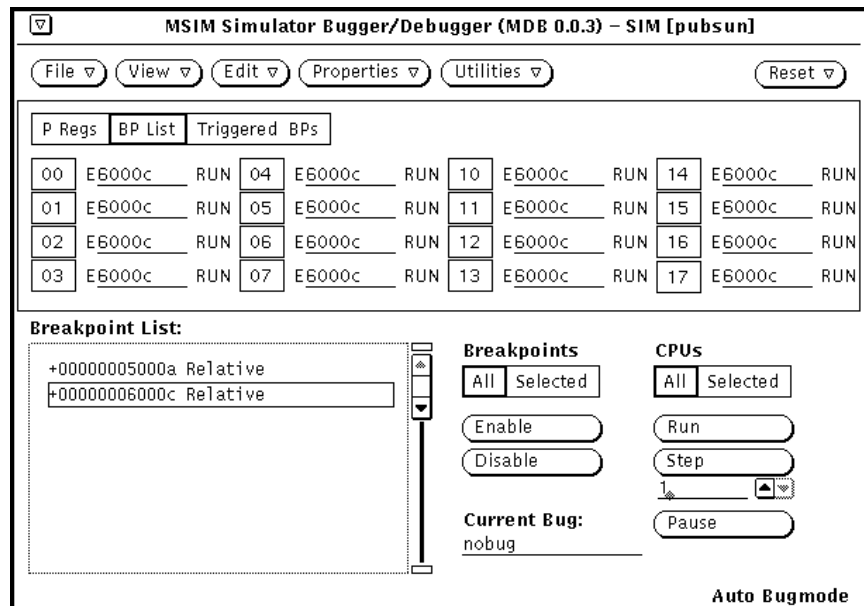 MSIM Simulator Bugger/Debugger (MDB 0.0.3) – SIM [pubsun]
File View Edit Properties Utilities Reset
P Regs BP List Triggered BPs
00 E6000c RUN 04 E6000c RUN 10 E6000c RUN 14 E6000c RUN
01 E6000c RUN 05 E6000c RUN 11 E6000c RUN 15 E6000c RUN
02 E6000c RUN 06 E6000c RUN 12 E6000c RUN 16 E6000c RUN
03 E6000c RUN 07 E6000c RUN 13 E6000c RUN 17 E6000c RUN
Breakpoint List:
+00000005000a Relative
+00000006000c Relative
Breakpoints
All Selected
Enable
Disable
Current Bug:
nobug
CPUs
All Selected
Run
Step
1
Pause
Auto Bugmode